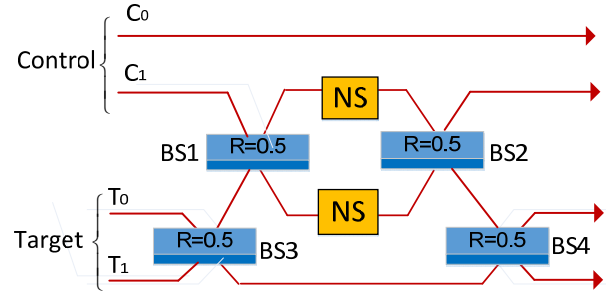 C₀
Control
C₁
NS
R=0.5
BS1
R=0.5
BS2
T₀
NS
Target
R=0.5
BS3
R=0.5
BS4
T₁